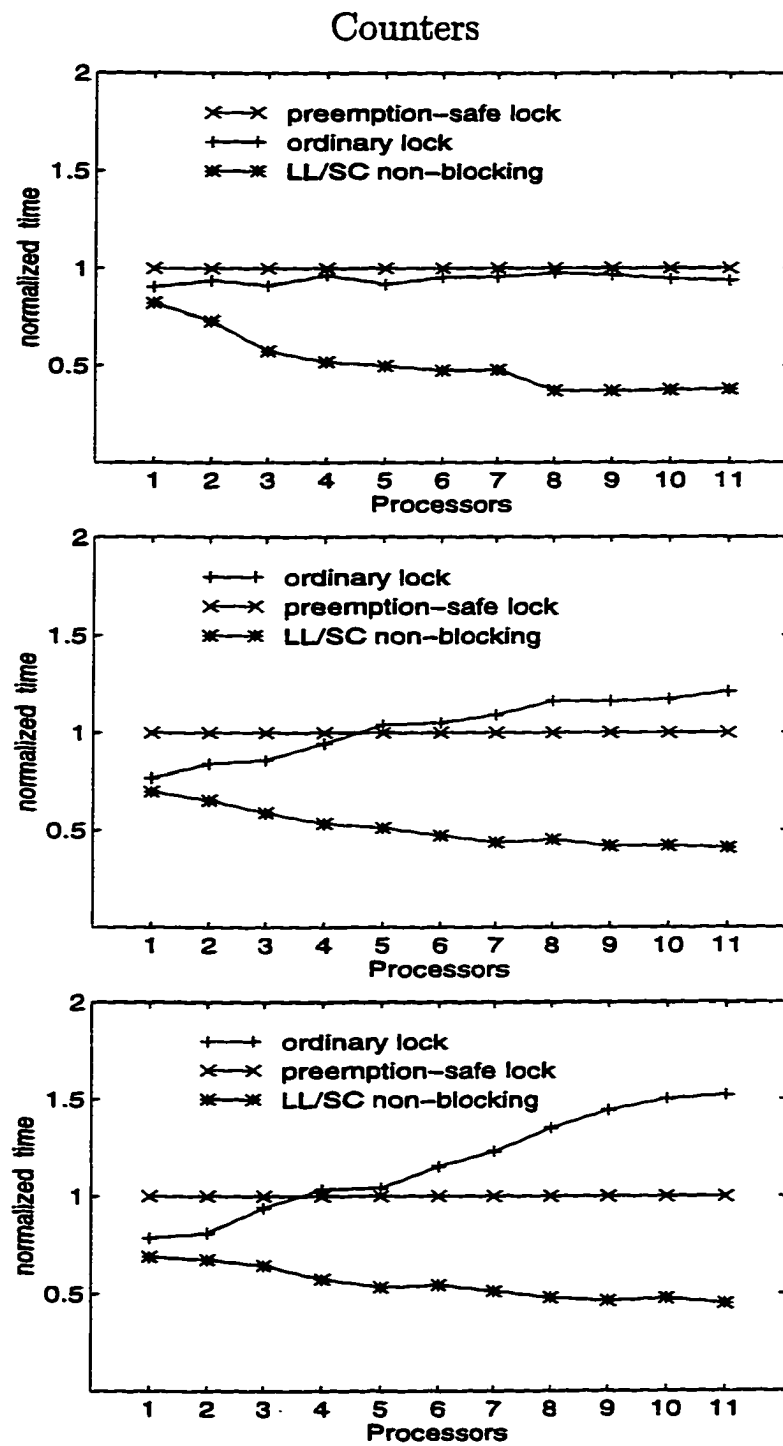 Counters
2
preemption-safe lock
ordinary lock
LL/SC non-blocking
1.5
normalized time
1
0.5
1 2 3 4 5 6 7 8 9 10 11
Processors
2
ordinary lock
preemption-safe lock
LL/SC non-blocking
1.5
normalized time
1
0.5
1 2 3 4 5 6 7 8 9 10 11
Processors
2
ordinary lock
preemption-safe lock
LL/SC non-blocking
1.5
normalized time
1
0.5
1 2 3 4 5 6 7 8 9 10 11
Processors